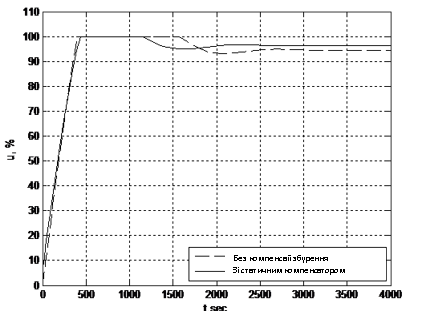 110
100
90
80
70
60
50
40
30
20
10
0
u, %
Без компенсації збурення
Зі статичним компенсатором
0 500 1000 1500 2000 2500 3000 3500 4000
t sec